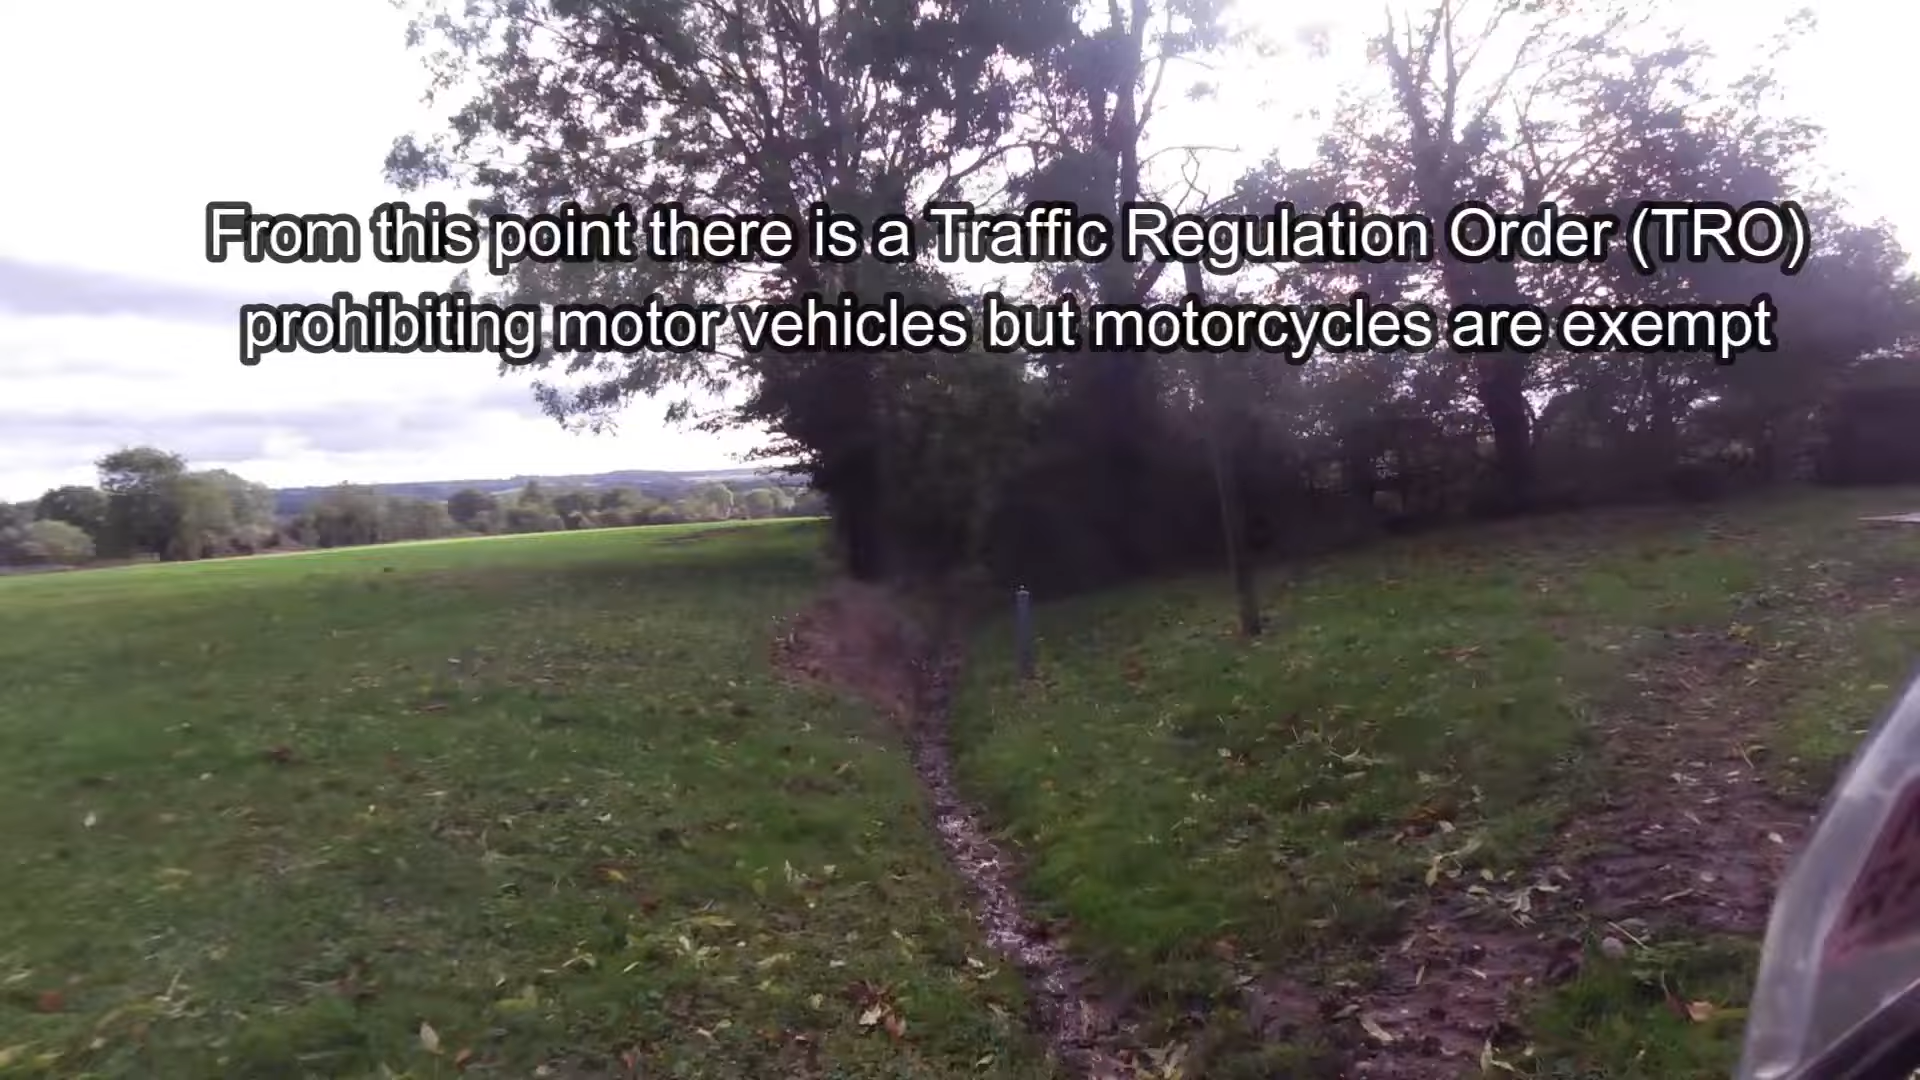 From this point there is a Traffic Regulation Order (TRO)
prohibiting motor vehicles but motorcycles are exempt